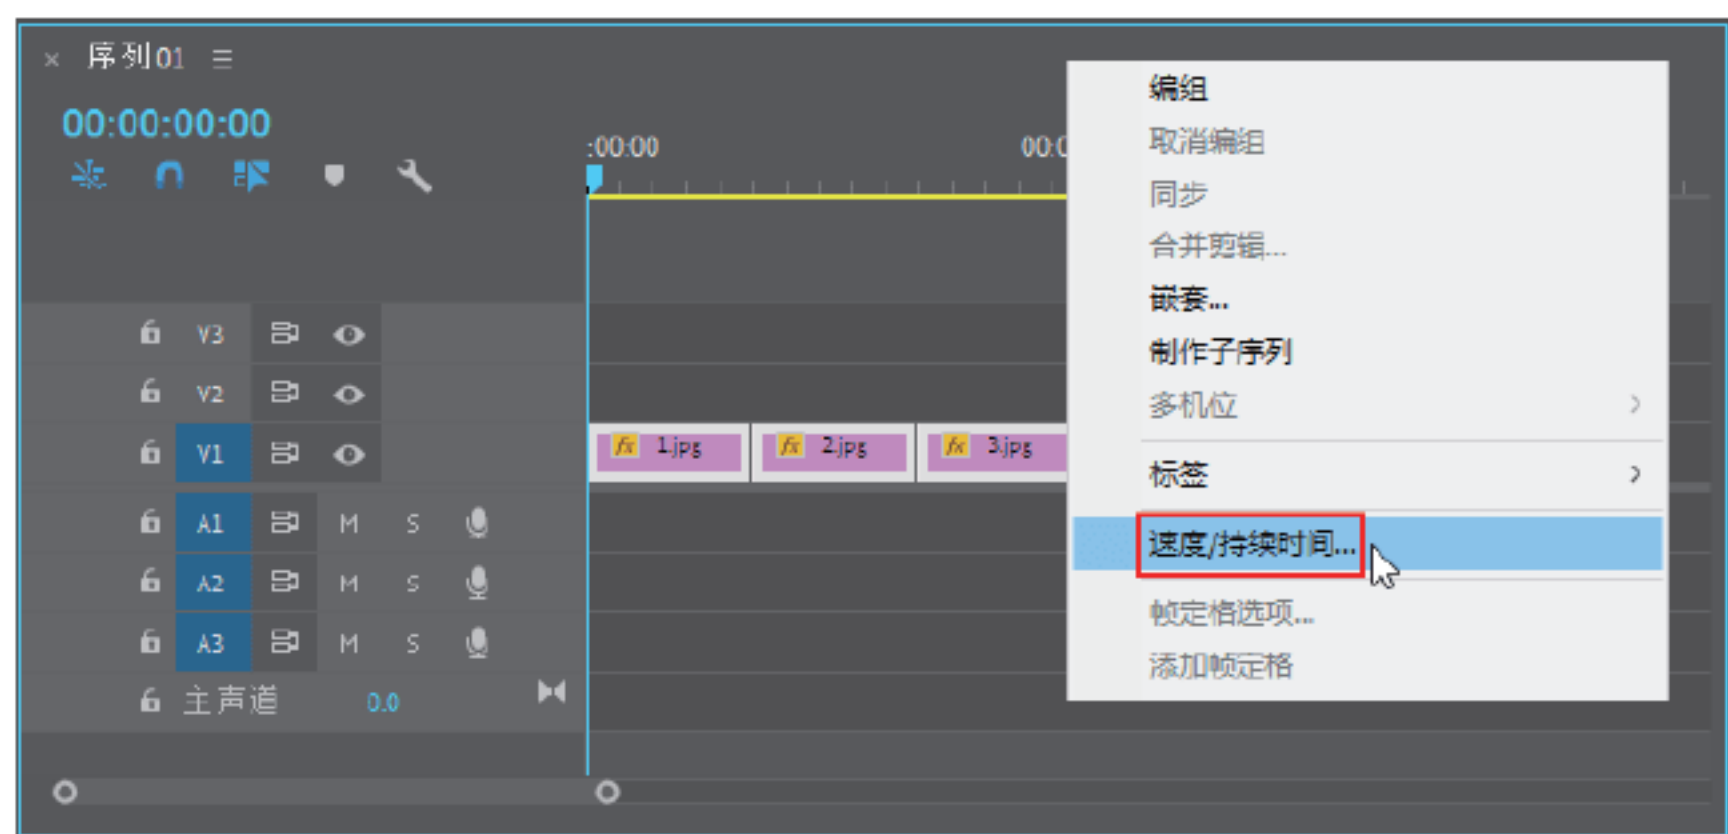 × 序列01 ≡
00:00:00:00
:00:00
00:0
V3
V2
V1
fx 1.jpg
fx 2.jpg
fx 3.jpg
A1 M S
A2 M S
A3 M S
主声道 0.0
编组
取消编组
同步
合并剪辑...
嵌套...
制作子序列
多机位
标签
速度/持续时间...
帧定格选项...
添加帧定格